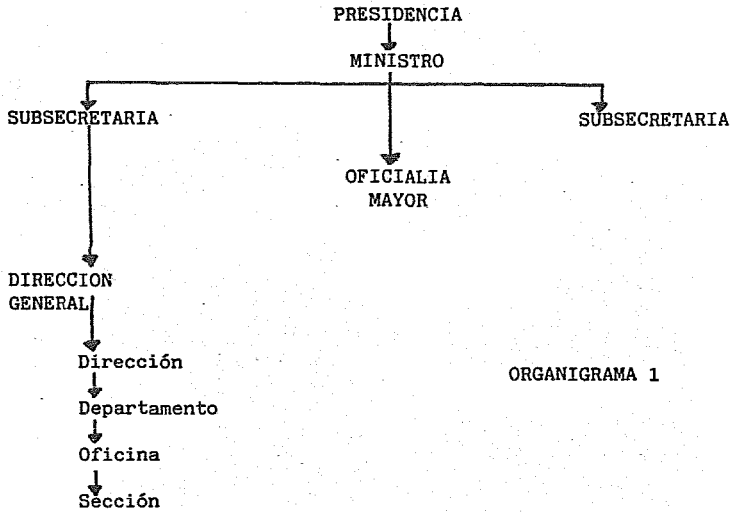 PRESIDENCIA
MINISTRO
SUBSECRETARIA
SUBSECRETARIA
OFICIALIA
MAYOR
DIRECCION
GENERAL
Dirección
ORGANIGRAMA 1
Departamento
Oficina
Sección